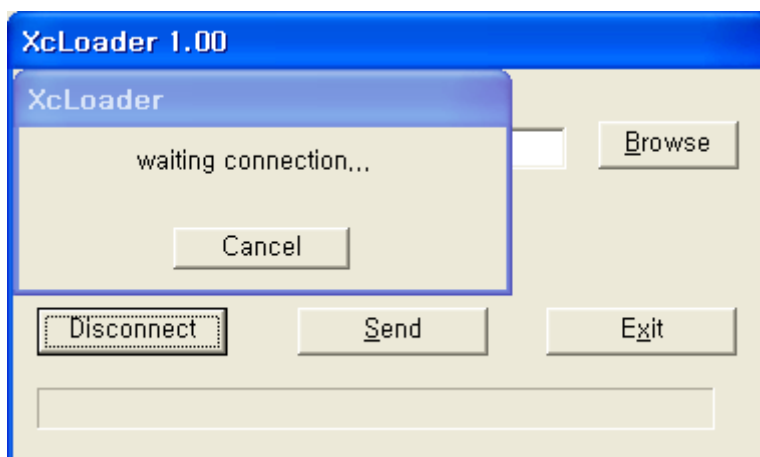 XcLoader 1.00
XcLoader
waiting connection...
Browse
Cancel
Disconnect
Send
Exit